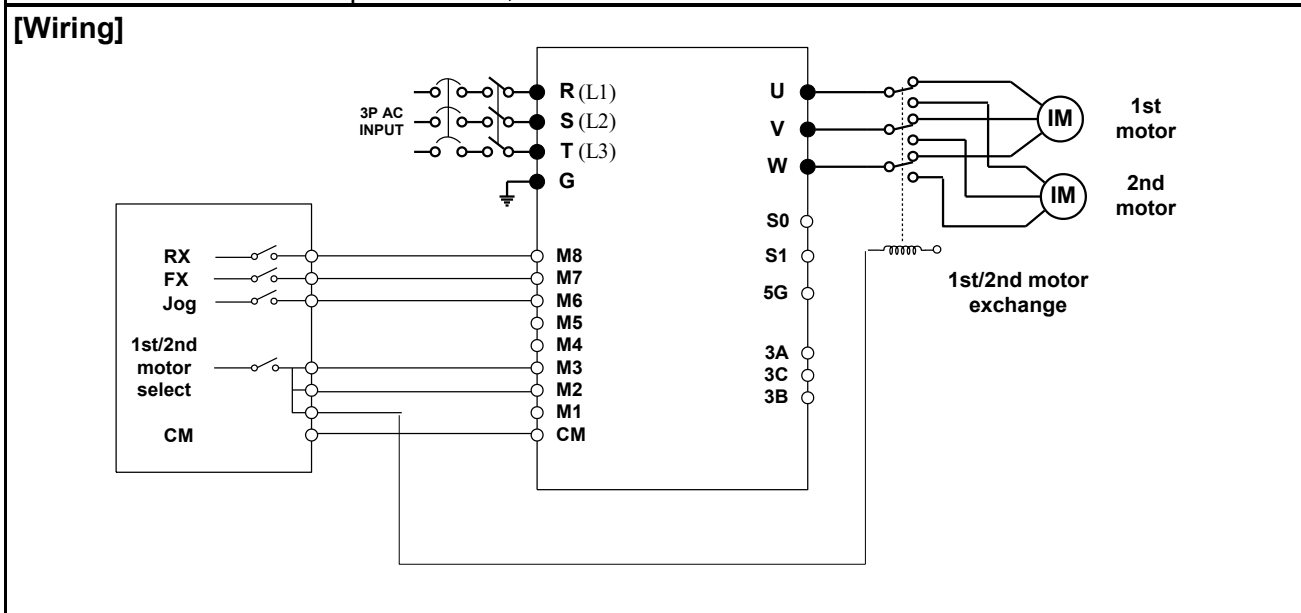 [Wiring]
3P AC
INPUT
R (L1)
S (L2)
T (L3)
G
U
V
W
IM
1st
motor
IM
2nd
motor
S0
S1
5G
3A
3C
3B
1st/2nd motor
exchange
RX
FX
Jog
1st/2nd
motor
select
CM
M8
M7
M6
M5
M4
M3
M2
M1
CM